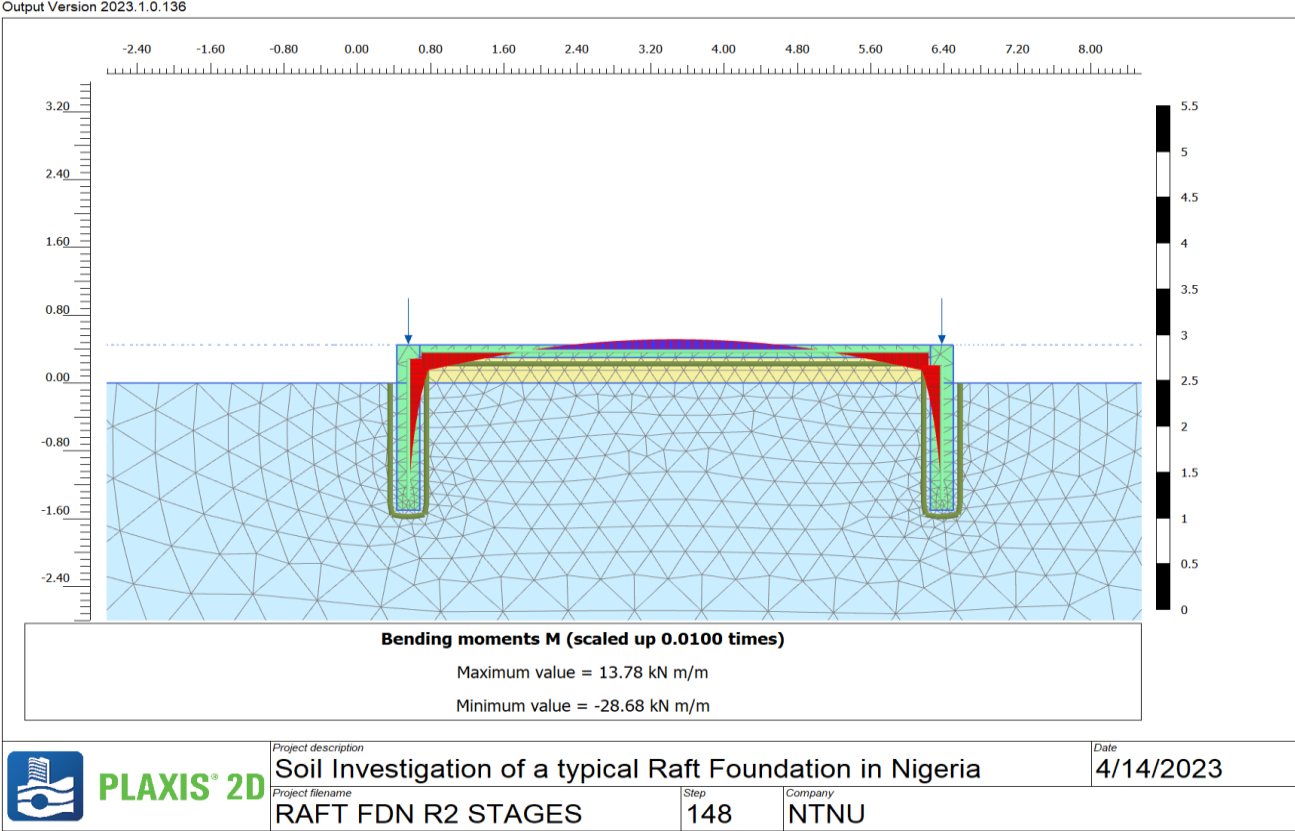 Output Version 2023.1.0.136
-2.40 -1.60 -0.80 0.00 0.80 1.60 2.40 3.20 4.00 4.80 5.60 6.40 7.20 8.00
3.20
2.40
1.60
0.80
0.00
-0.80
-1.60
-2.40
5.5
5
4.5
4
3.5
3
2.5
2
1.5
1
0.5
0
Bending moments M (scaled up 0.0100 times)
Maximum value = 13.78 kN m/m
Minimum value = -28.68 kN m/m
PLAXIS® 2D
Project description
Soil Investigation of a typical Raft Foundation in Nigeria
Date
4/14/2023
Project filename
RAFT FDN R2 STAGES
Step
148
Company
NTNU